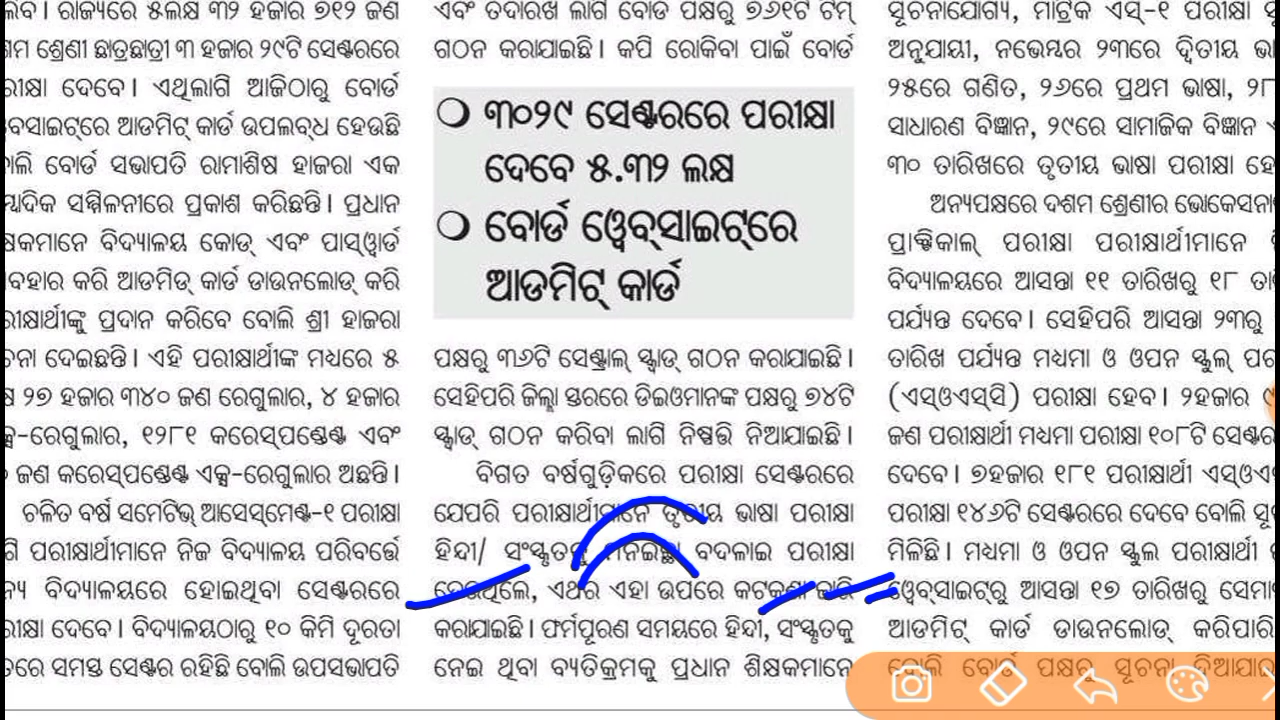 ରାଜ୍ୟରେ ୫ଲକ୍ଷ ୩୨ ହଜାର ୭୧୨ ଜଣ
ଶ୍ରେଣୀ ଛାତ୍ରଛାତ୍ରୀ ୩ ହଜାର ୨୯ଟି ସେଣ୍ଟରରେ
ଦେବେ। ଏଥିଲାଗି ଆଜିଠାରୁ ବୋର୍ଡ
ଆଡମିଟ୍ କାର୍ଡ ଉପଲବ୍ଧ ହେଉଛି
ବୋର୍ଡ ସଭାପତି ରାମାଶିଷ ହାଜରା ଏକ
ସମ୍ମିଳନୀରେ ପ୍ରକାଶ କରିଛନ୍ତି। ପ୍ରଧାନ
ବିଦ୍ୟାଳୟ କୋଡ୍ ଏବଂ ପାସ୍‌ୱାର୍ଡ
କରି ଆଡମିଡ୍ କାର୍ଡ ଡାଉନଲୋଡ୍ କରି
ପ୍ରଦାନ କରିବେ ବୋଲି ଶ୍ରୀ ହାଜରା
ଦେଇଛନ୍ତି। ଏହି ପରୀକ୍ଷାର୍ଥୀଙ୍କ ମଧ୍ୟରେ ୫
୨୭ ହଜାର ୩୪୦ ଜଣ ରେଗୁଲାର, ୪ ହଜାର
-ରେଗୁଲାର, ୧୨୮୧ କରେସ୍‌ପଣ୍ଡେଣ୍ଟ ଏବଂ
ଜଣ କରେସ୍‌ପଣ୍ଡେଣ୍ଟ ଏକ୍ସ-ରେଗୁଲାର ଅଛନ୍ତି।
ଚଳିତ ବର୍ଷ ସମେଟିଭ୍ ଆସେସ୍‌ମେଣ୍ଟ-୧ ପରୀକ୍ଷା
ପରୀକ୍ଷାର୍ଥୀମାନେ ନିଜ ବିଦ୍ୟାଳୟ ପରିବର୍ତ୍ତେ
ବିଦ୍ୟାଳୟରେ ହୋଇଥିବା ସେଣ୍ଟରରେ
ଦେବେ। ବିଦ୍ୟାଳୟଠାରୁ ୧୦ କିମି ଦୂରତା
ସମସ୍ତ ସେଣ୍ଟର ରହିଛି ବୋଲି ଉପସଭାପତି
ଏବଂ ତଦାରଖ ଲାଗି ବୋର୍ଡ ପକ୍ଷରୁ ୭୬୧ଟି ଟିମ୍
ଗଠନ କରାଯାଇଛି। କପି ରୋକିବା ପାଇଁ ବୋର୍ଡ
୩୦୨୯ ସେଣ୍ଟରରେ ପରୀକ୍ଷା
ଦେବେ ୫.୩୨ ଲକ୍ଷ
ବୋର୍ଡ ୱେବ୍‌ସାଇଟ୍‌ରେ
ଆଡମିଟ୍ କାର୍ଡ
ପକ୍ଷରୁ ୩୬ଟି ସେଣ୍ଟ୍ରାଲ୍ ସ୍କ୍ୱାଡ୍ ଗଠନ କରାଯାଇଛି।
ସେହିପରି ଜିଲ୍ଲା ସ୍ତରରେ ଡିଇଓମାନଙ୍କ ପକ୍ଷରୁ ୭୪ଟି
ସ୍କ୍ୱାଡ୍ ଗଠନ କରିବା ଲାଗି ନିଷ୍ପତ୍ତି ନିଆଯାଇଛି।
ବିଗତ ବର୍ଷଗୁଡ଼ିକରେ ପରୀକ୍ଷା ସେଣ୍ଟରରେ
ଯେପରି ପରୀକ୍ଷାର୍ଥୀମାନେ ତୃତୀୟ ଭାଷା ପରୀକ୍ଷା
ହିନ୍ଦୀ/ ସଂସ୍କୃତକୁ ମନଇଚ୍ଛା ବଦଳାଇ ପରୀକ୍ଷା
ଦେଉଥିଲେ, ଏଥର ଏହା ଉପରେ କଟକଣା ଜାରି
କରାଯାଇଛି। ଫର୍ମପୂରଣ ସମୟରେ ହିନ୍ଦୀ, ସଂସ୍କୃତକୁ
ନେଇ ଥିବା ବ୍ୟତିକ୍ରମକୁ ପ୍ରଧାନ ଶିକ୍ଷକମାନେ
ସୂଚନାଯୋଗ୍ୟ, ମାଟ୍ରିକ ଏସ୍-୧ ପରୀକ୍ଷା
ଅନୁଯାୟୀ, ନଭେମ୍ବର ୨୩ରେ ଦ୍ୱିତୀୟ
୨୫ରେ ଗଣିତ, ୨୬ରେ ପ୍ରଥମ ଭାଷା, ୨୮
ସାଧାରଣ ବିଜ୍ଞାନ, ୨୯ରେ ସାମାଜିକ ବିଜ୍ଞାନ
୩୦ ତାରିଖରେ ତୃତୀୟ ଭାଷା ପରୀକ୍ଷା
ଅନ୍ୟପକ୍ଷରେ ଦଶମ ଶ୍ରେଣୀର
ପ୍ରାକ୍ଟିକାଲ୍ ପରୀକ୍ଷା ପରୀକ୍ଷାର୍ଥୀମାନେ
ବିଦ୍ୟାଳୟରେ ଆସନ୍ତା ୧୧ ତାରିଖରୁ ୧୮
ପର୍ଯ୍ୟନ୍ତ ଦେବେ। ସେହିପରି ଆସନ୍ତା ୨୩ରୁ
ତାରିଖ ପର୍ଯ୍ୟନ୍ତ ମଧ୍ୟମା ଓ ଓପନ ସ୍କୁଲ୍
(ଏସ୍‌ଓଏସ୍‌ସି) ପରୀକ୍ଷା ହେବ। ୨ହଜାର
ଜଣ ପରୀକ୍ଷାର୍ଥୀ ମଧ୍ୟମା ପରୀକ୍ଷା ୧୦୮ଟି
ଦେବେ। ୭ହଜାର ୧୮୧ ପରୀକ୍ଷାର୍ଥୀ
ପରୀକ୍ଷା ୧୪୬ଟି ସେଣ୍ଟରରେ ଦେବେ ବୋଲି
ମିଳିଛି। ମଧ୍ୟମା ଓ ଓପନ ସ୍କୁଲ ପରୀକ୍ଷାର୍ଥୀ
ୱେବ୍‌ସାଇଟ୍‌ରୁ ଆସନ୍ତା ୧୭ ତାରିଖରୁ
ଆଡମିଟ୍ କାର୍ଡ ଡାଉନଲୋଡ୍
ବୋଲି ବୋର୍ଡ ପକ୍ଷରୁ ସୂଚନା